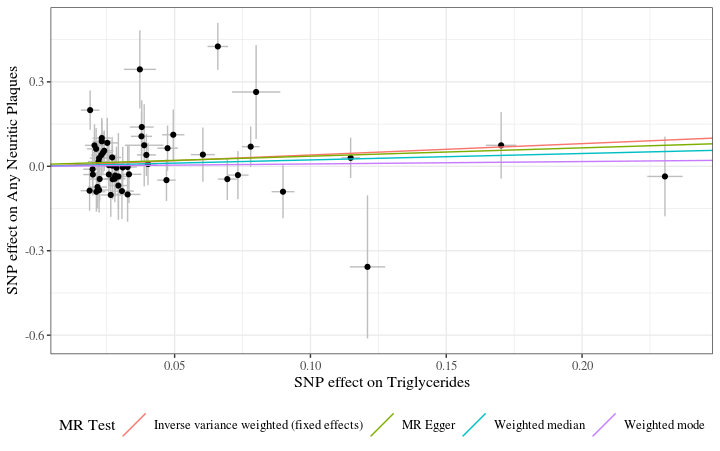 SNP effect on Any Neuritic Plaques
0.3
0.0
-0.3
-0.6
0.05
0.10
0.15
0.20
SNP effect on Triglycerides
MR Test
Inverse variance weighted (fixed effects)
MR Egger
Weighted median
Weighted mode